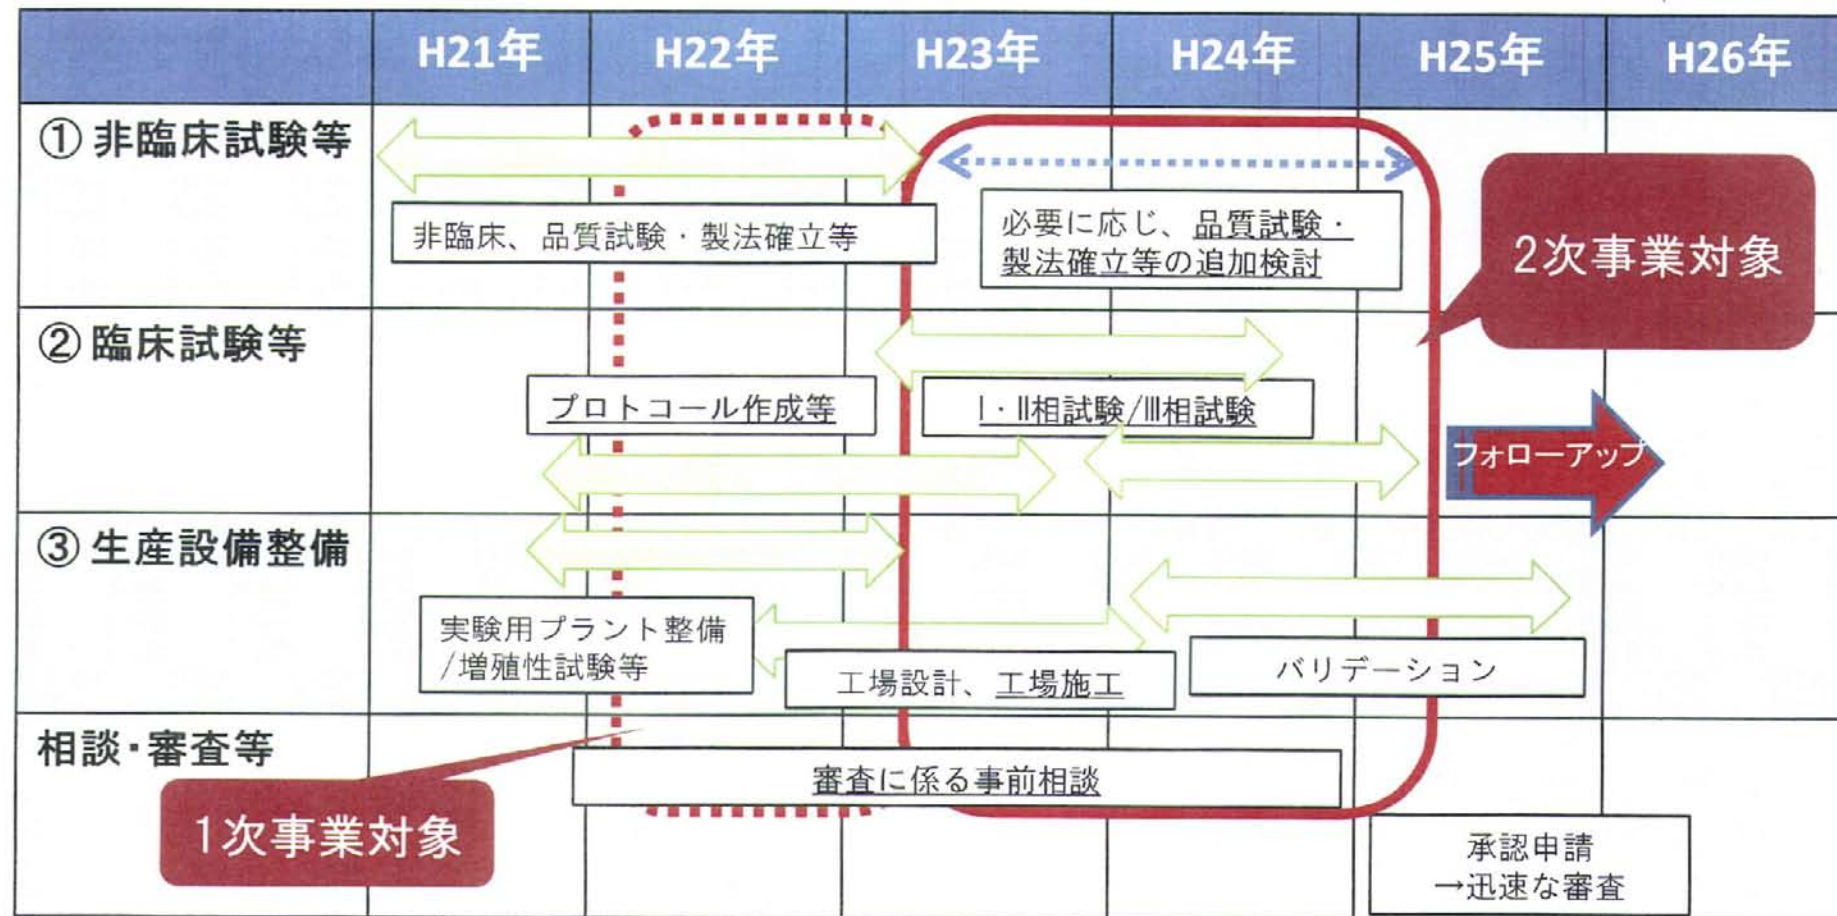 H21年 H22年 H23年 H24年 H25年 H26年
① 非臨床試験等
非臨床、品質試験・製法確立等
必要に応じ、品質試験・
製法確立等の追加検討
2次事業対象
② 臨床試験等
プロトコール作成等
Ⅰ・Ⅱ相試験/Ⅲ相試験
フォローアップ
③ 生産設備整備
実験用プラント整備
/増殖性試験等
工場設計、工場施工
バリデーション
相談・審査等
審査に係る事前相談
1次事業対象
承認申請
→迅速な審査